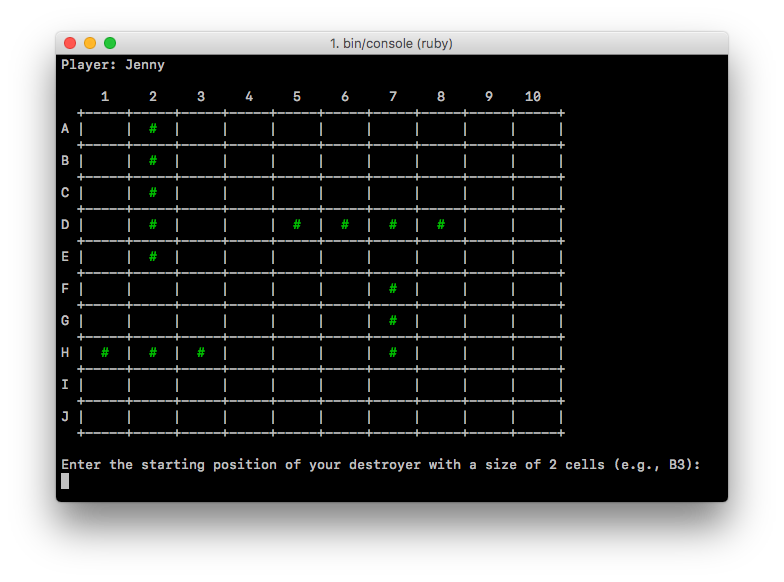 1. bin/console (ruby)
Player: Jenny
1 2 3 4 5 6 7 8 9 10
A | | # | | | | | | | | |
B | | # | | | | | | | | |
C | | # | | | | | | | | |
D | | # | | | # | # | # | # | | |
E | | # | | | | | | | | |
F | | | | | | | # | | | |
G | | | | | | | # | | | |
H | # | # | # | | | | # | | | |
I | | | | | | | | | | |
J | | | | | | | | | | |
Enter the starting position of your destroyer with a size of 2 cells (e.g., B3):